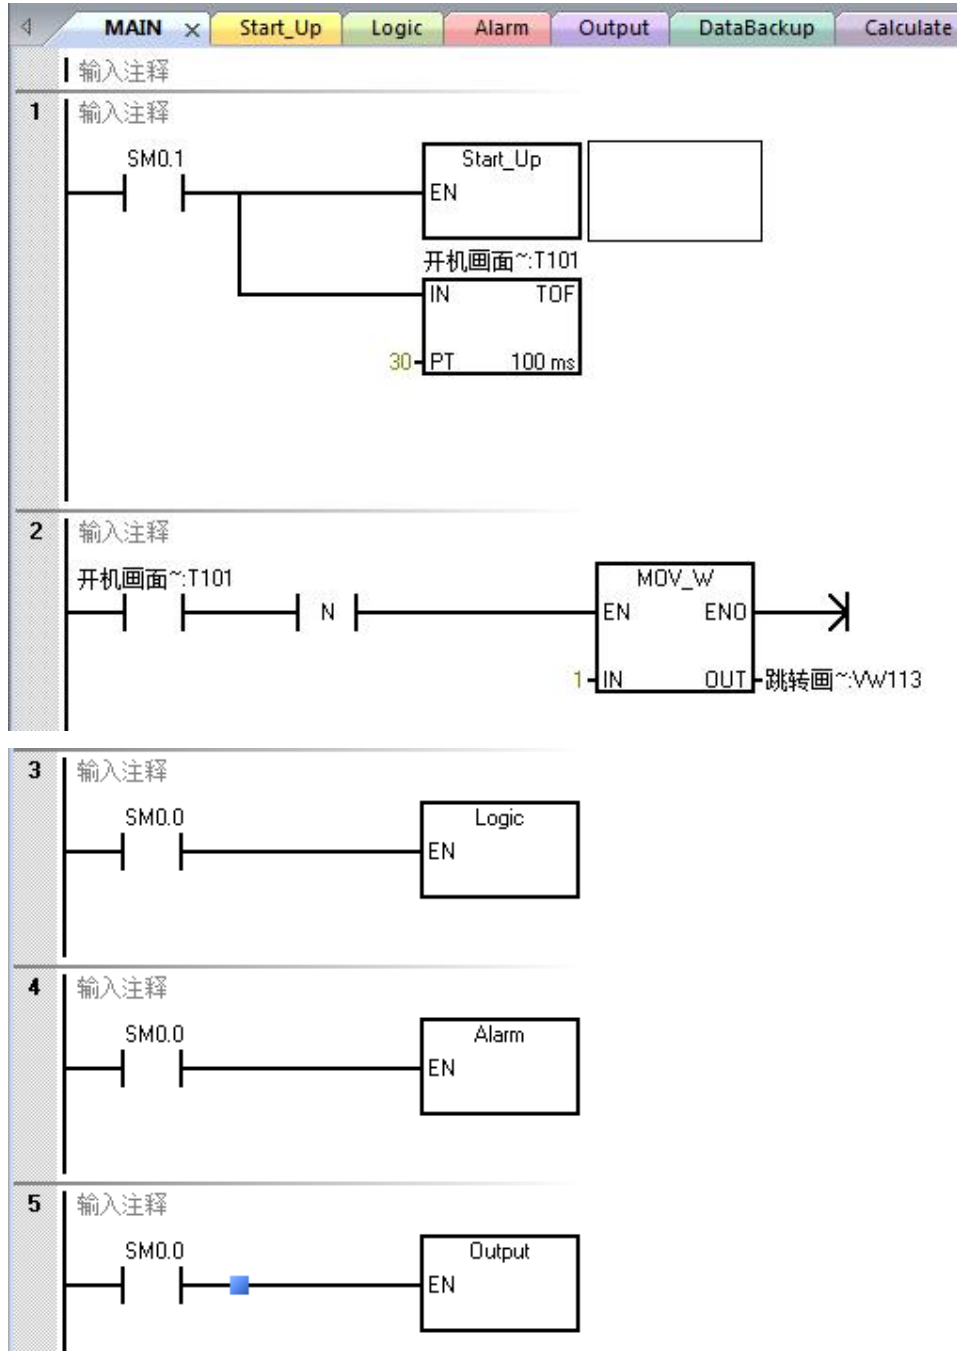 MAIN × Start_Up Logic Alarm Output DataBackup Calculate
输入注释
1 输入注释
SM0.1
Start_Up
EN
开机画面~:T101
IN TOF
30 PT 100 ms
2 输入注释
开机画面~:T101
N
MOV_W
EN ENO
1 IN OUT 跳转画~:VW113
3 输入注释
SM0.0
Logic
EN
4 输入注释
SM0.0
Alarm
EN
5 输入注释
SM0.0
Output
EN